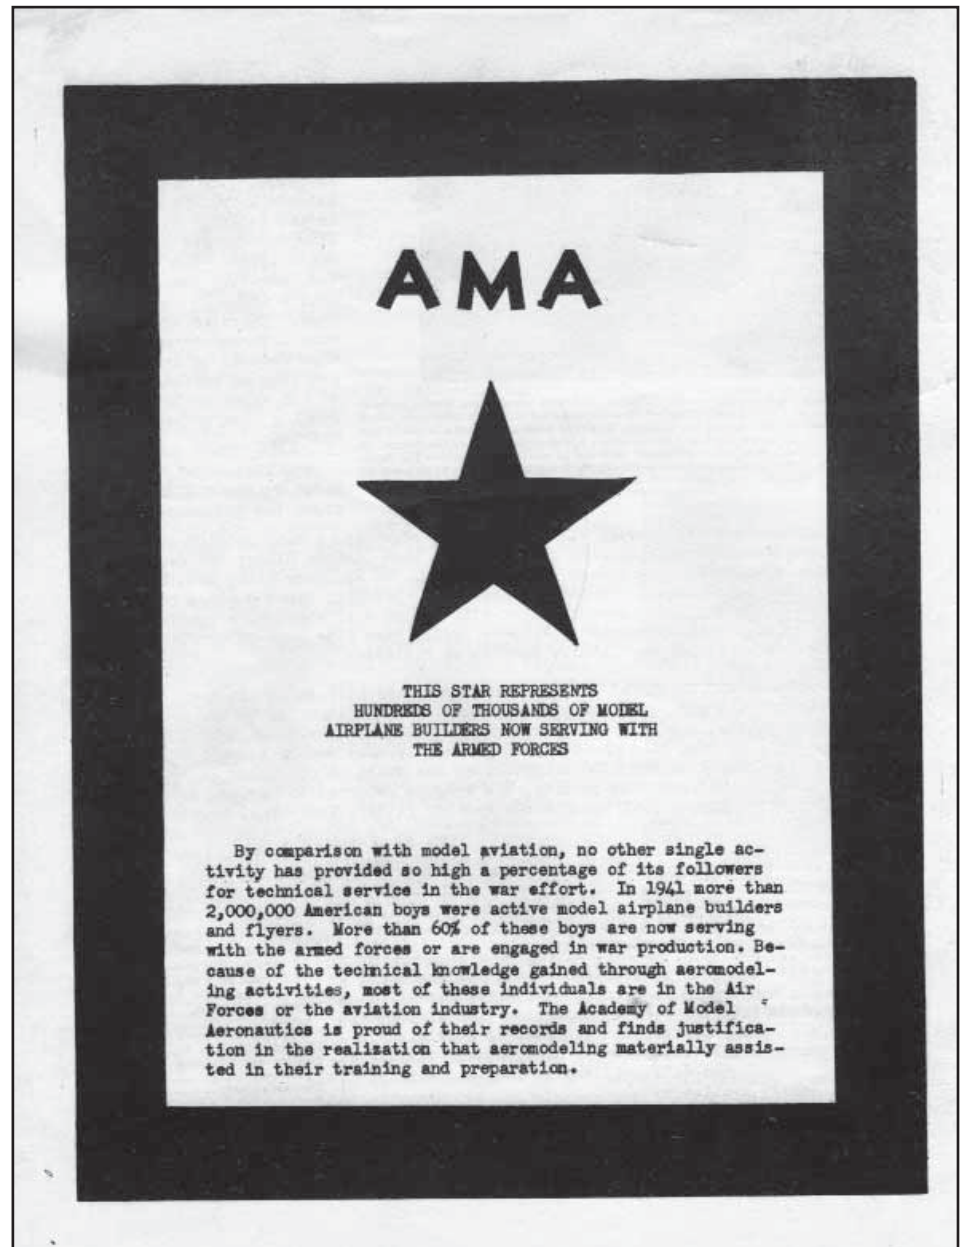 AMA
THIS STAR REPRESENTS
HUNDREDS OF THOUSANDS OF MODEL
AIRPLANE BUILDERS NOW SERVING WITH
THE ARMED FORCES
By comparison with model aviation, no other single ac-
tivity has provided so high a percentage of its followers
for technical service in the war effort. In 1941 more than
2,000,000 American boys were active model airplane builders
and flyers. More than 60% of these boys are now serving
with the armed forces or are engaged in war production. Be-
cause of the technical knowledge gained through aeromodel-
ing activities, most of these individuals are in the Air
Forces or the aviation industry. The Academy of Model
Aeronautics is proud of their records and finds justifica-
tion in the realization that aeromodeling materially assis-
ted in their training and preparation.